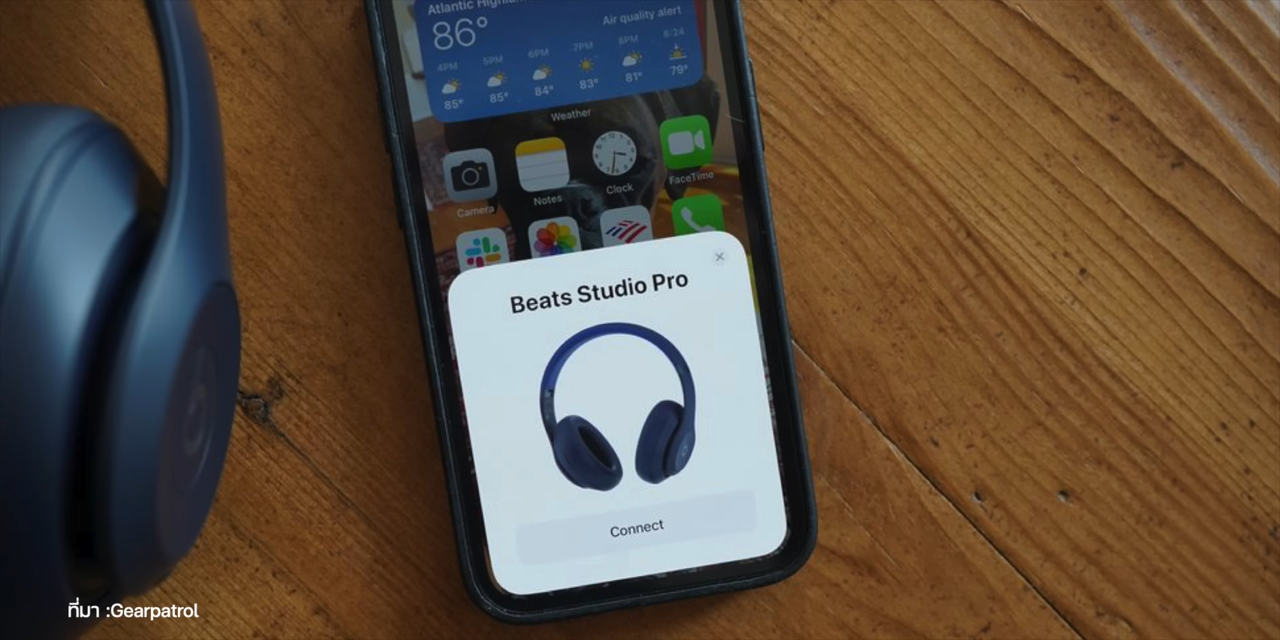 Atlantic Highlan
86°
Air quality alert
4PM 5PM 6PM 7PM 8PM 8:24
85° 85° 84° 83° 81° 79°
Weather
Camera Notes Clock FaceTime
Beats Studio Pro
Connect
ที่มา :Gearpatrol